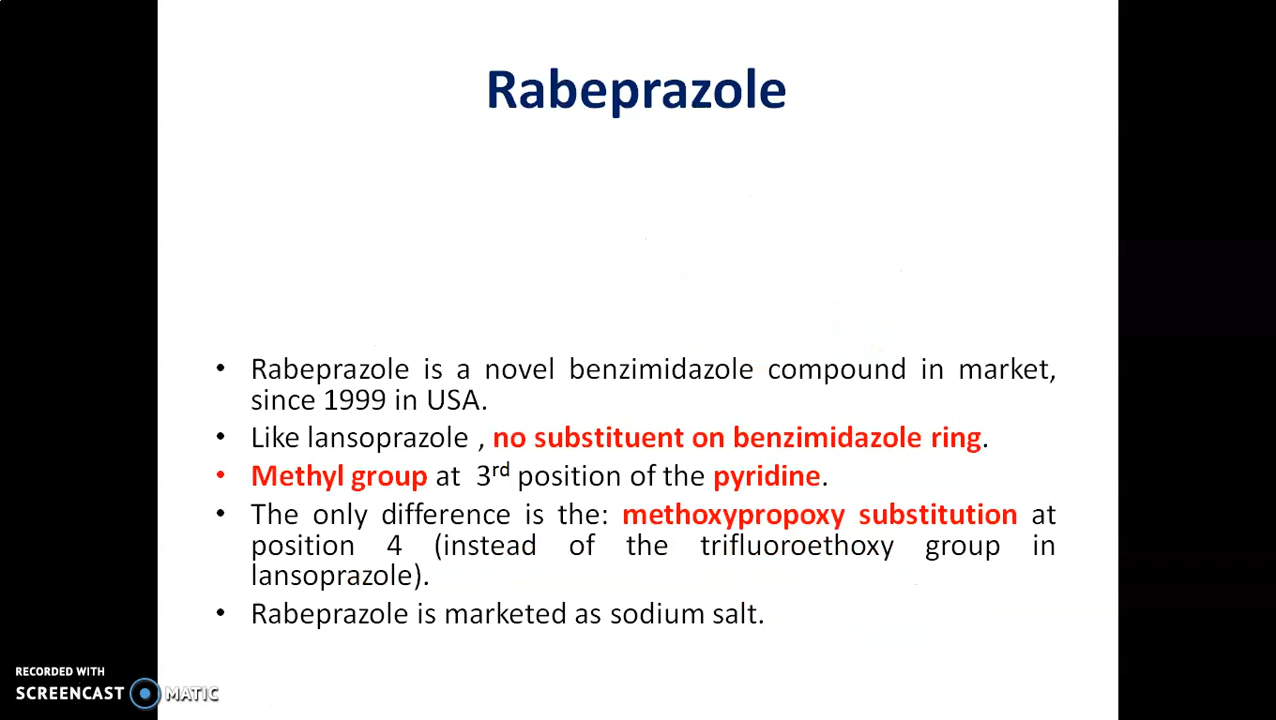 Rabeprazole
• Rabeprazole is a novel benzimidazole compound in market,
since 1999 in USA.
• Like lansoprazole , no substituent on benzimidazole ring.
• Methyl group at 3rd position of the pyridine.
• The only difference is the: methoxypropoxy substitution at
position 4 (instead of the trifluoroethoxy group in
lansoprazole).
• Rabeprazole is marketed as sodium salt.
RECORDED WITH
SCREENCAST MATIC